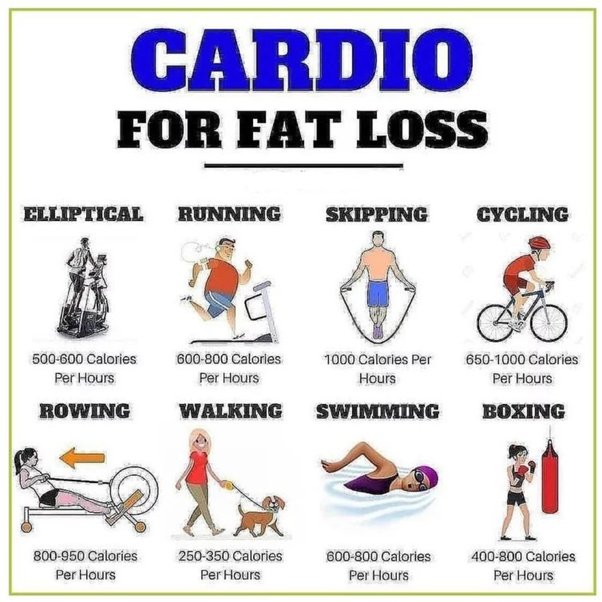 CARDIO
FOR FAT LOSS
ELLIPTICAL
500-600 Calories
Per Hours
RUNNING
600-800 Calories
Per Hours
SKIPPING
1000 Calories Per
Hours
CYCLING
650-1000 Calories
Per Hours
ROWING
800-950 Calories
Per Hours
WALKING
250-350 Calories
Per Hours
SWIMMING
600-800 Calories
Per Hours
BOXING
400-800 Calories
Per Hours